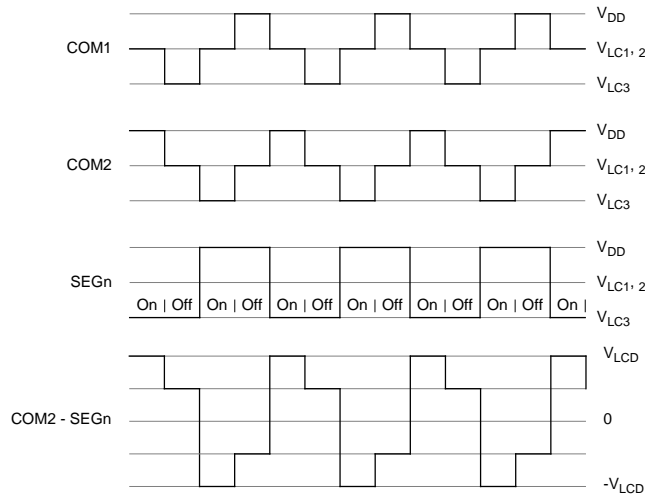 V_DD
COM1 V_LC1, 2
V_LC3
V_DD
COM2 V_LC1, 2
V_LC3
V_DD
SEGn V_LC1, 2
On | Off On | Off On | Off On | Off On | Off On | Off On |
V_LC3
V_LCD
COM2 - SEGn 0
-V_LCD